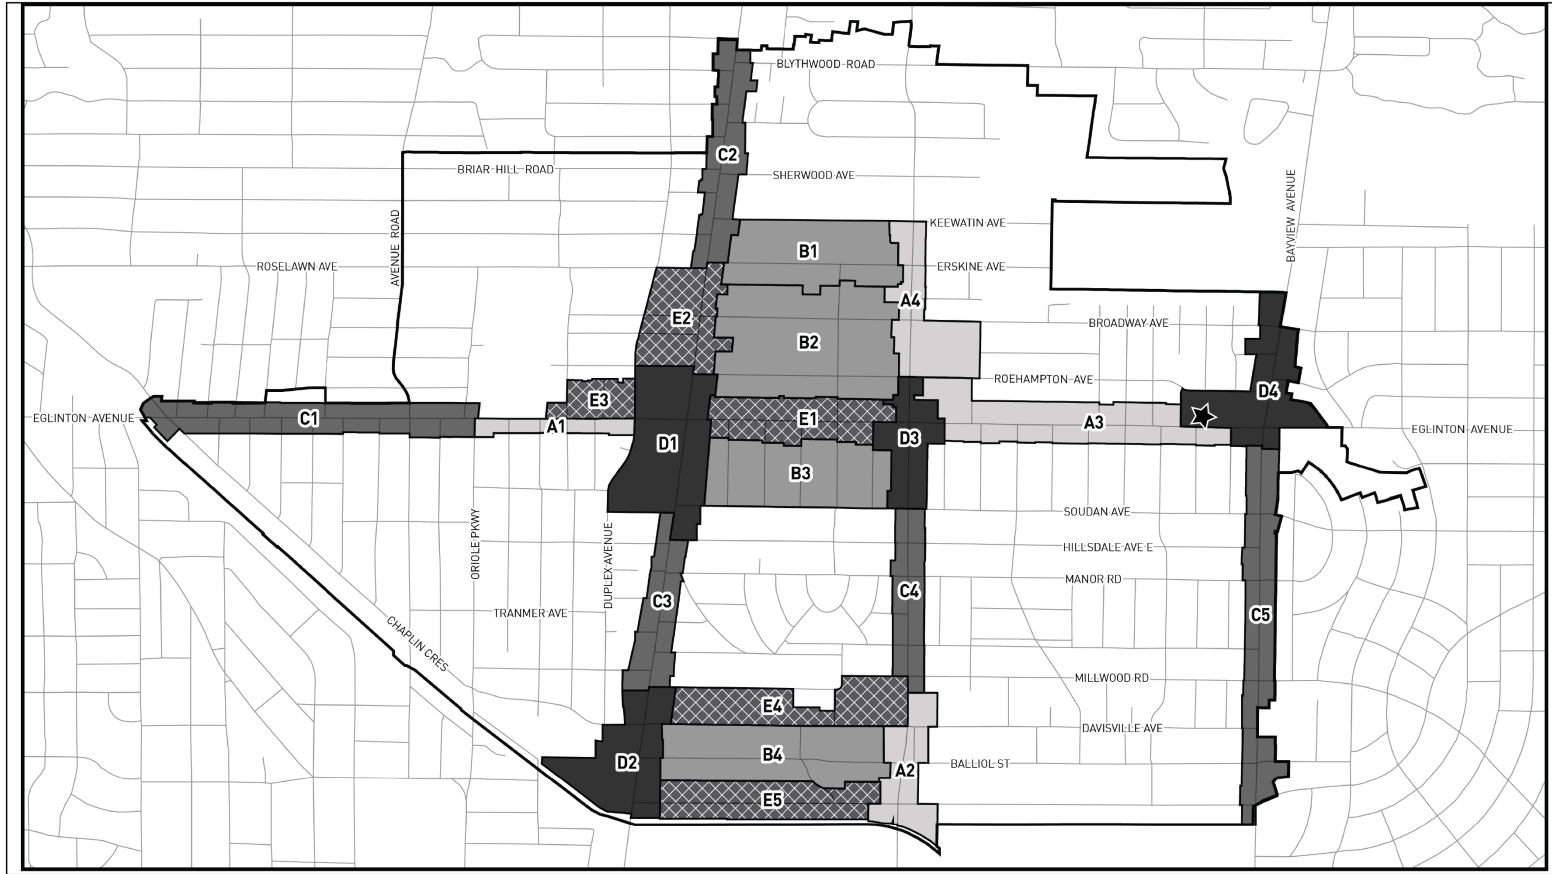 BLYTHWOOD ROAD
C2
BRIAR HILL ROAD
SHERWOOD AVE
BAYVIEW AVENUE
AVENUE ROAD
KEEWATIN AVE
B1
ROSELAWN AVE
ERSKINE AVE
A4
E2
BROADWAY AVE
B2
ROEHAMPTON AVE
D4
E3
EGLINTON AVENUE
C1
A1
E1
A3
EGLINTON AVENUE
D1
D3
B3
SOUDAN AVE
ORIOLE PKWY
DUPLEX AVENUE
HILLSDALE AVE E
MANOR RD
C4
C3
TRANMER AVE
C5
CHAPLIN CRES
MILLWOOD RD
E4
DAVISVILLE AVE
B4
D2
BALLIOL ST
A2
E5